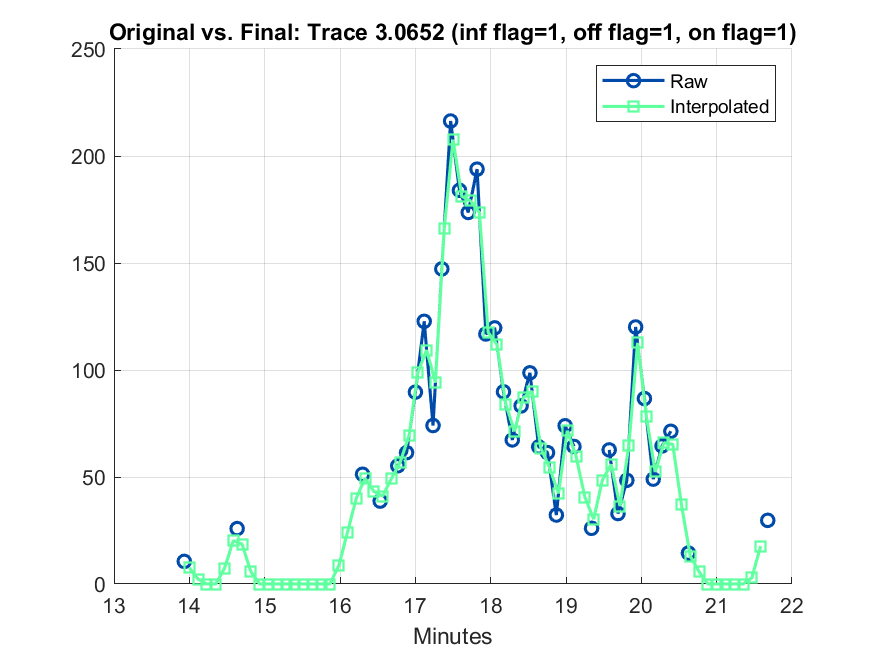 Original vs. Final: Trace 3.0652 (inf flag=1, off flag=1, on flag=1)
250
200
150
100
50
0
Raw
Interpolated
13 14 15 16 17 18 19 20 21 22
Minutes